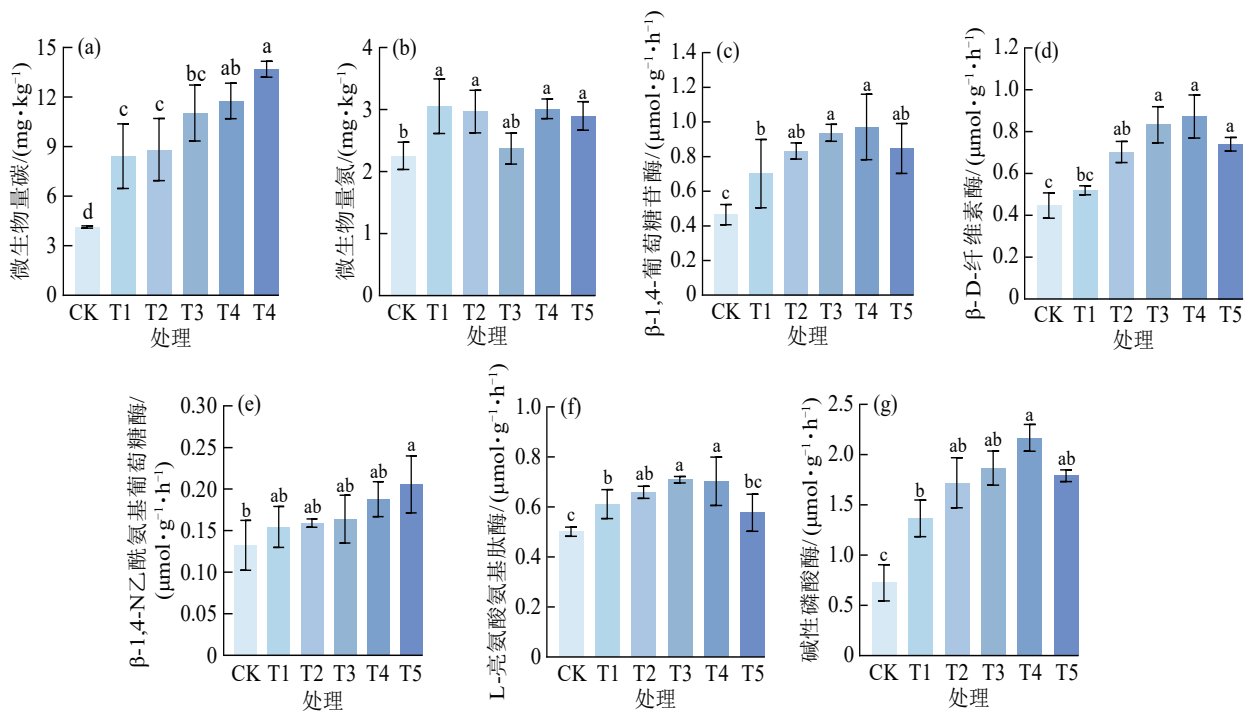 (a)
微生物量碳/(mg·kg⁻¹)
15
12
9
6
3
0
d
c
c
bc
ab
a
CK T1 T2 T3 T4 T4
处理
(b)
微生物量氮/(mg·kg⁻¹)
4
3
2
1
0
b
a
a
ab
a
a
CK T1 T2 T3 T4 T5
处理
(c)
β-1,4-葡萄糖苷酶/(μmol·g⁻¹·h⁻¹)
1.4
1.2
1.0
0.8
0.6
0.4
0.2
0.0
c
b
ab
a
a
ab
CK T1 T2 T3 T4 T5
处理
(d)
β- D-纤维素酶/(μmol·g⁻¹·h⁻¹)
1.2
1.0
0.8
0.6
0.4
0.2
0
c
bc
ab
a
a
a
CK T1 T2 T3 T4 T5
处理
(e)
β-1,4-N乙酰氨基葡萄糖酶/
(μmol·g⁻¹·h⁻¹)
0.30
0.25
0.20
0.15
0.10
0.05
0
b
ab
ab
ab
ab
a
CK T1 T2 T3 T4 T5
处理
(f)
L-亮氨酸氨基肽酶/(μmol·g⁻¹·h⁻¹)
1.0
0.8
0.6
0.4
0.2
0
c
b
ab
a
a
bc
CK T1 T2 T3 T4 T5
处理
(g)
碱性磷酸酶/(μmol·g⁻¹·h⁻¹)
2.5
2.0
1.5
1.0
0.5
0
c
b
ab
ab
a
ab
CK T1 T2 T3 T4 T5
处理